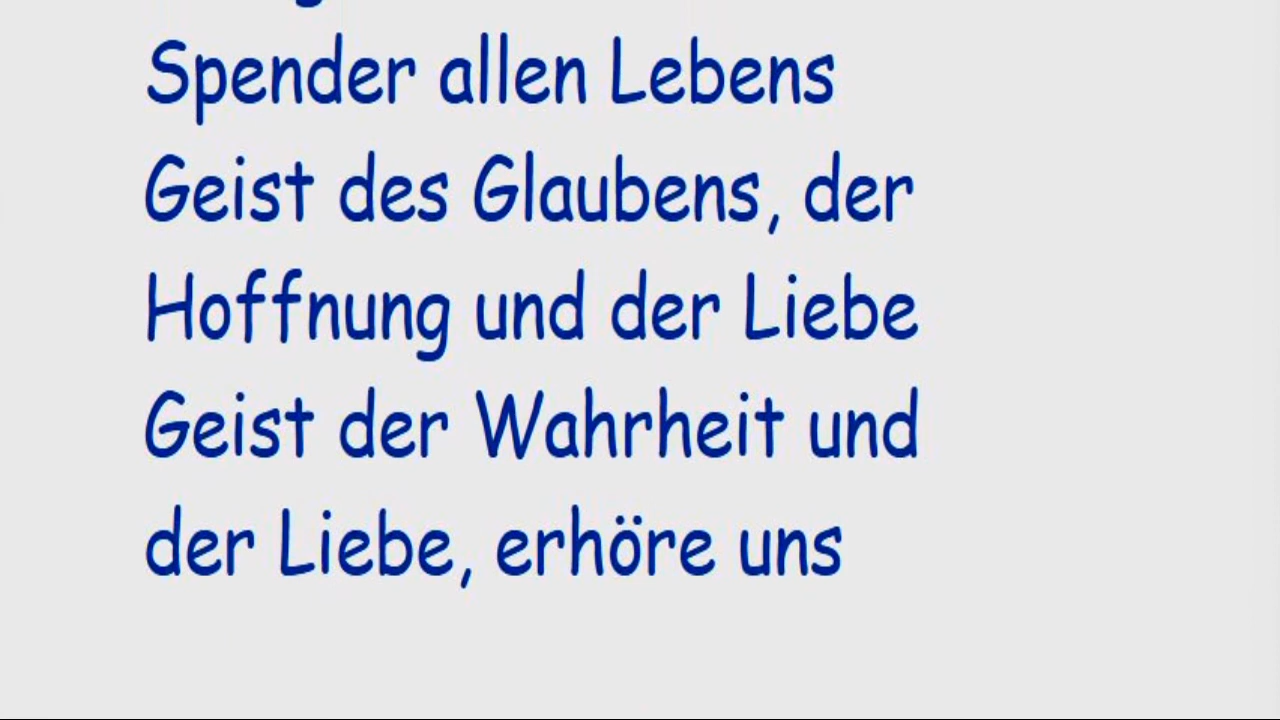 Spender allen Lebens
Geist des Glaubens, der
Hoffnung und der Liebe
Geist der Wahrheit und
der Liebe, erhöre uns